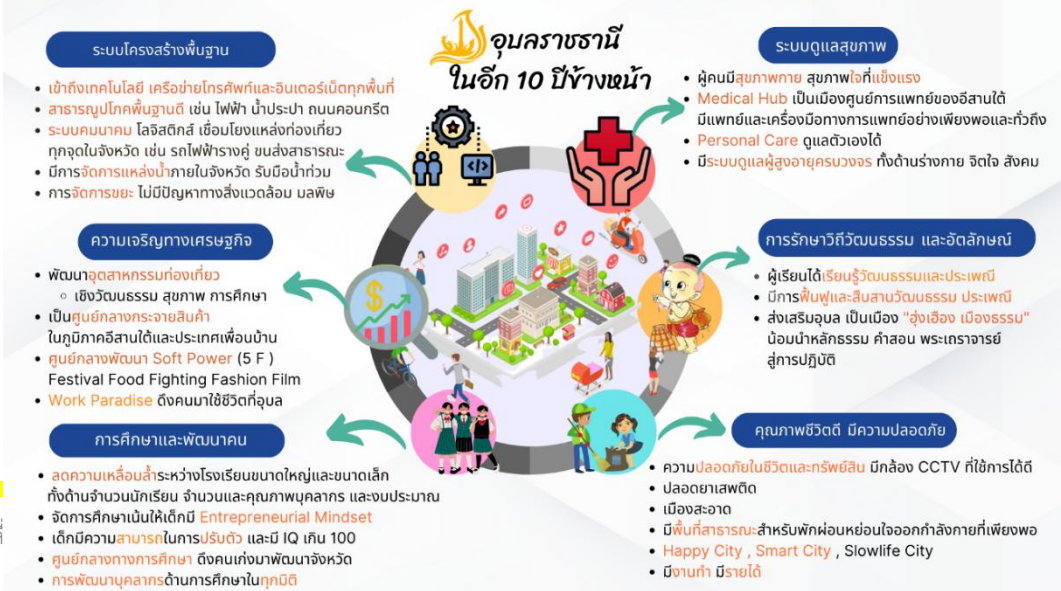 อุบลราชธานี
ในอีก 10 ปีข้างหน้า
ระบบโครงสร้างพื้นฐาน
• เข้าถึงเทคโนโลยี เครือข่ายโทรศัพท์และอินเตอร์เน็ตทุกพื้นที่
• สาธารณูปโภคพื้นฐานดี เช่น ไฟฟ้า น้ำประปา ถนนคอนกรีต
• ระบบคมนาคม โลจิสติกส์ เชื่อมโยงแหล่งท่องเที่ยว
ทุกจุดในจังหวัด เช่น รถไฟฟ้ารางคู่ ขนส่งสาธารณะ
• มีการจัดการแหล่งน้ำภายในจังหวัด รับมือน้ำท่วม
• การจัดการขยะ ไม่มีปัญหาทางสิ่งแวดล้อม มลพิษ
ความเจริญทางเศรษฐกิจ
• พัฒนาอุตสาหกรรมท่องเที่ยว
◦ เชิงวัฒนธรรม สุขภาพ การศึกษา
• เป็นศูนย์กลางกระจายสินค้า
ในภูมิภาคอีสานใต้และประเทศเพื่อนบ้าน
• ศูนย์กลางพัฒนา Soft Power (5 F )
Festival Food Fighting Fashion Film
• Work Paradise ดึงคนมาใช้ชีวิตที่อุบล
การศึกษาและพัฒนาคน
• ลดความเหลื่อมล้ำระหว่างโรงเรียนขนาดใหญ่และขนาดเล็ก
ทั้งด้านจำนวนนักเรียน จำนวนและคุณภาพบุคลากร และงบประมาณ
• จัดการศึกษาเน้นให้เด็กมี Entrepreneurial Mindset
• เด็กมีความสามารถในการปรับตัว และมี IQ เกิน 100
• ศูนย์กลางทางการศึกษา ดึงคนเก่งมาพัฒนาจังหวัด
• การพัฒนาบุคลากรด้านการศึกษาในทุกมิติ
ระบบดูแลสุขภาพ
• ผู้คนมีสุขภาพกาย สุขภาพใจที่แข็งแรง
• Medical Hub เป็นเมืองศูนย์การแพทย์ของอีสานใต้
มีแพทย์และเครื่องมือทางการแพทย์อย่างเพียงพอและทั่วถึง
• Personal Care ดูแลตัวเองได้
• มีระบบดูแลผู้สูงอายุครบวงจร ทั้งด้านร่างกาย จิตใจ สังคม
การรักษาวิถีวัฒนธรรม และอัตลักษณ์
• ผู้เรียนได้เรียนรู้วัฒนธรรมและประเพณี
• มีการฟื้นฟูและสืบสานวัฒนธรรม ประเพณี
• ส่งเสริมอุบล เป็นเมือง "ฮุ่งเฮือง เมืองธรรม"
น้อมนำหลักธรรม คำสอน พระเถราจารย์
สู่การปฏิบัติ
คุณภาพชีวิตดี มีความปลอดภัย
• ความปลอดภัยในชีวิตและทรัพย์สิน มีกล้อง CCTV ที่ใช้การได้ดี
• ปลอดยาเสพติด
• เมืองสะอาด
• มีพื้นที่สาธารณะสำหรับพักผ่อนหย่อนใจออกกำลังกายที่เพียงพอ
• Happy City , Smart City , Slowlife City
• มีงานทำ มีรายได้